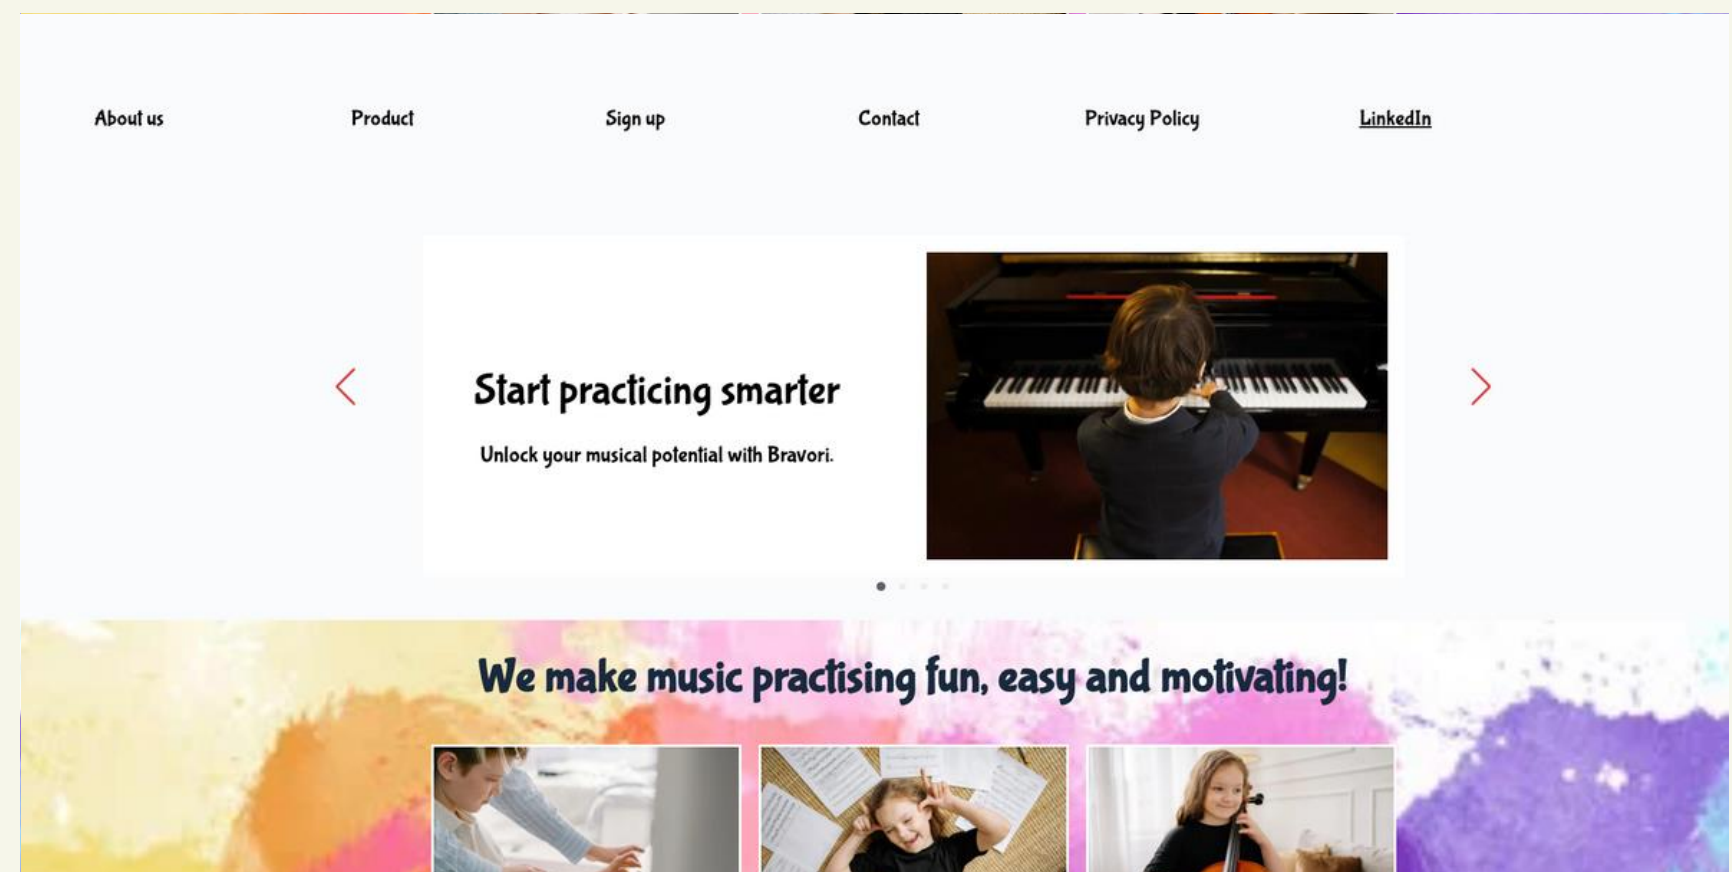 About us
Product
Sign up
Contact
Privacy Policy
LinkedIn
Start practicing smarter
Unlock your musical potential with Bravori.
We make music practising fun, easy and motivating!